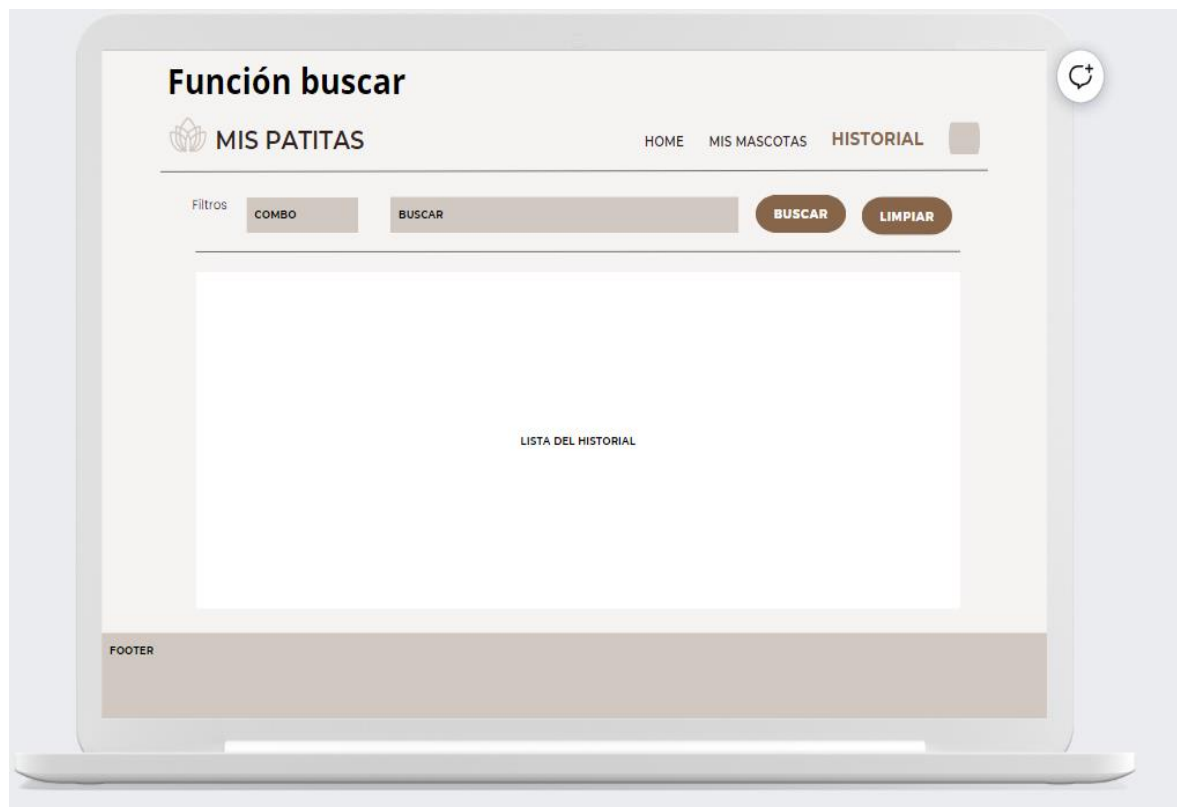 Función buscar
MIS PATITAS
HOME MIS MASCOTAS HISTORIAL
Filtros COMBO BUSCAR BUSCAR LIMPIAR
LISTA DEL HISTORIAL
FOOTER